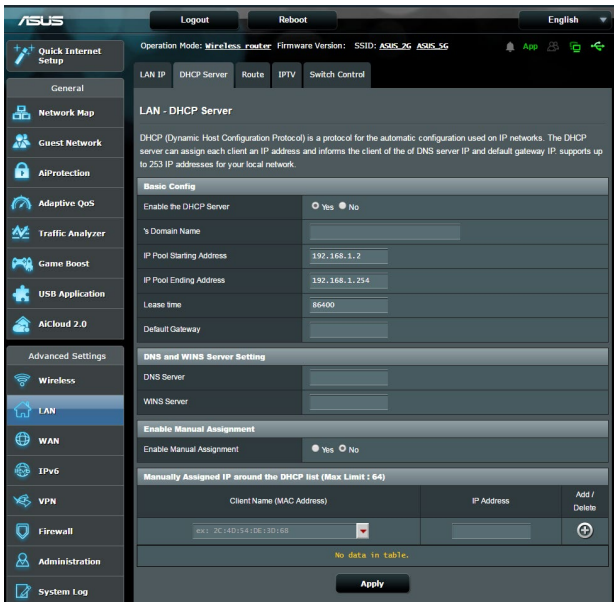 ASUS
Logout
Reboot
English
Quick Internet
Setup
General
Network Map
Guest Network
AiProtection
Adaptive QoS
Traffic Analyzer
Game Boost
USB Application
AiCloud 2.0
Advanced Settings
Wireless
LAN
WAN
IPv6
VPN
Firewall
Administration
System Log
Operation Mode: Wireless router Firmware Version: SSID: ASUS_2G ASUS_5G
App
LAN IP DHCP Server Route IPTV Switch Control
LAN - DHCP Server
DHCP (Dynamic Host Configuration Protocol) is a protocol for the automatic configuration used on IP networks. The DHCP
server can assign each client an IP address and informs the client of the of DNS server IP and default gateway IP. supports up
to 253 IP addresses for your local network.
Basic Config
Enable the DHCP Server Yes No
's Domain Name
IP Pool Starting Address 192.168.1.2
IP Pool Ending Address 192.168.1.254
Lease time 86400
Default Gateway
DNS and WINS Server Setting
DNS Server
WINS Server
Enable Manual Assignment
Enable Manual Assignment Yes No
Manually Assigned IP around the DHCP list (Max Limit : 64)
Client Name (MAC Address) IP Address Add /
Delete
ex: 2C:4D:54:DE:3D:68
No data in table.
Apply